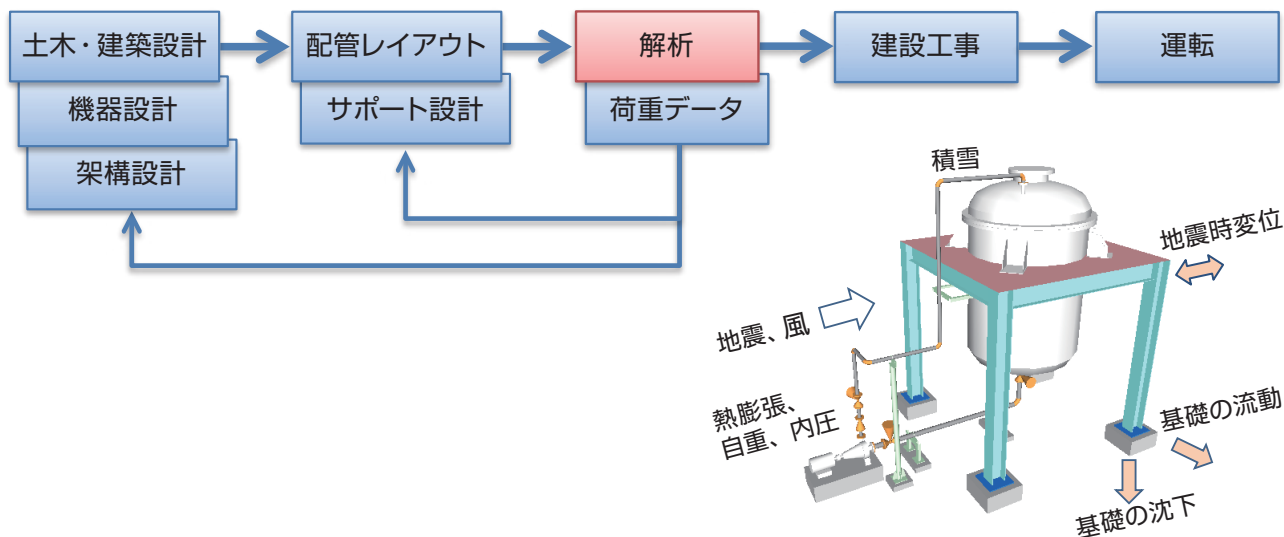 土木・建築設計
配管レイアウト
解析
建設工事
運転
機器設計
サポート設計
荷重データ
架構設計
積雪
地震時変位
地震、風
熱膨張、
自重、内圧
基礎の流動
基礎の沈下